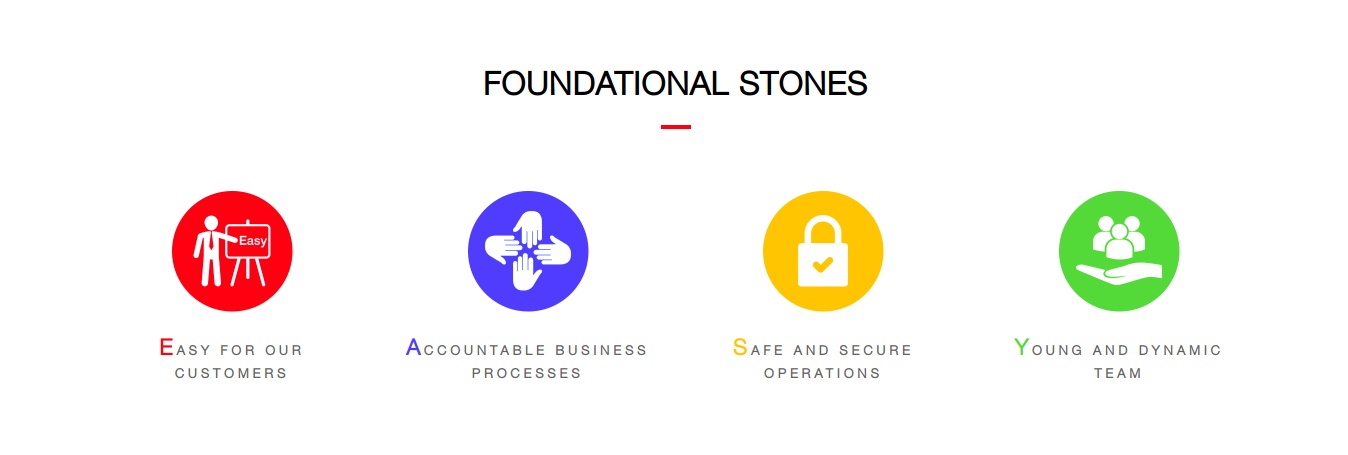 FOUNDATIONAL STONES
Easy
EASY FOR OUR
CUSTOMERS
ACCOUNTABLE BUSINESS
PROCESSES
SAFE AND SECURE
OPERATIONS
YOUNG AND DYNAMIC
TEAM